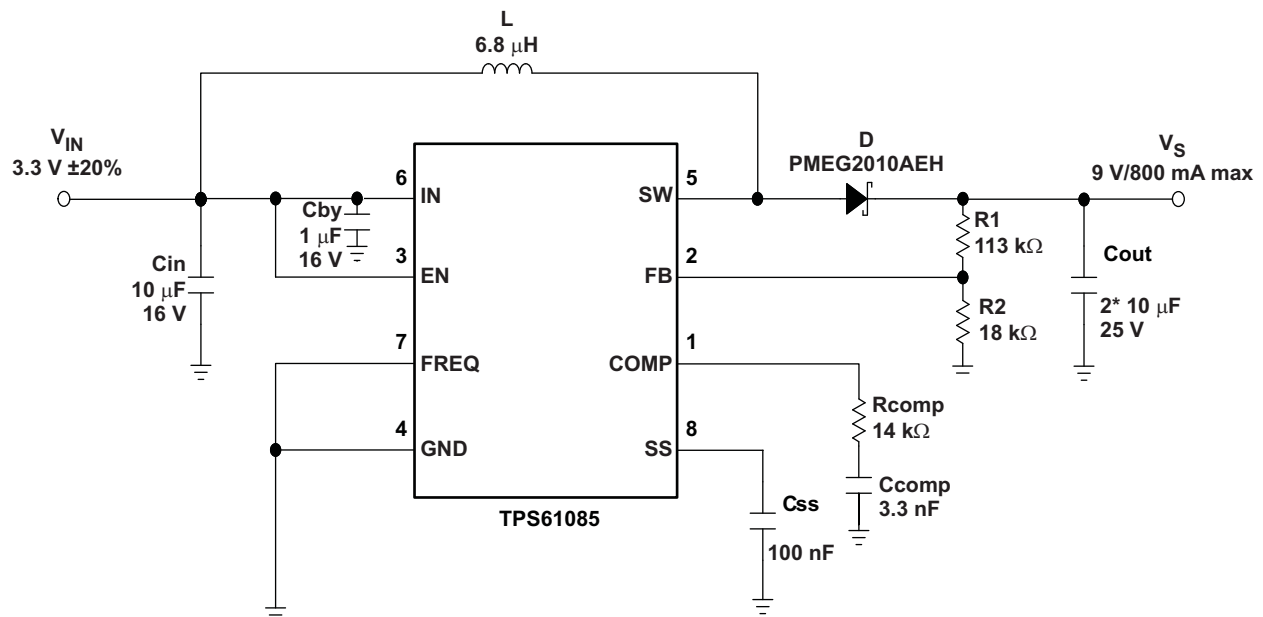 L
6.8 μH
VIN
3.3 V ±20%
D
PMEG2010AEH
VS
9 V/800 mA max
6
IN
SW
5
Cby
1 μF
16 V
R1
113 kΩ
Cin
10 μF
16 V
3
EN
FB
2
Cout
2* 10 μF
25 V
R2
18 kΩ
7
FREQ
COMP
1
Rcomp
14 kΩ
4
GND
SS
8
Ccomp
3.3 nF
Css
100 nF
TPS61085